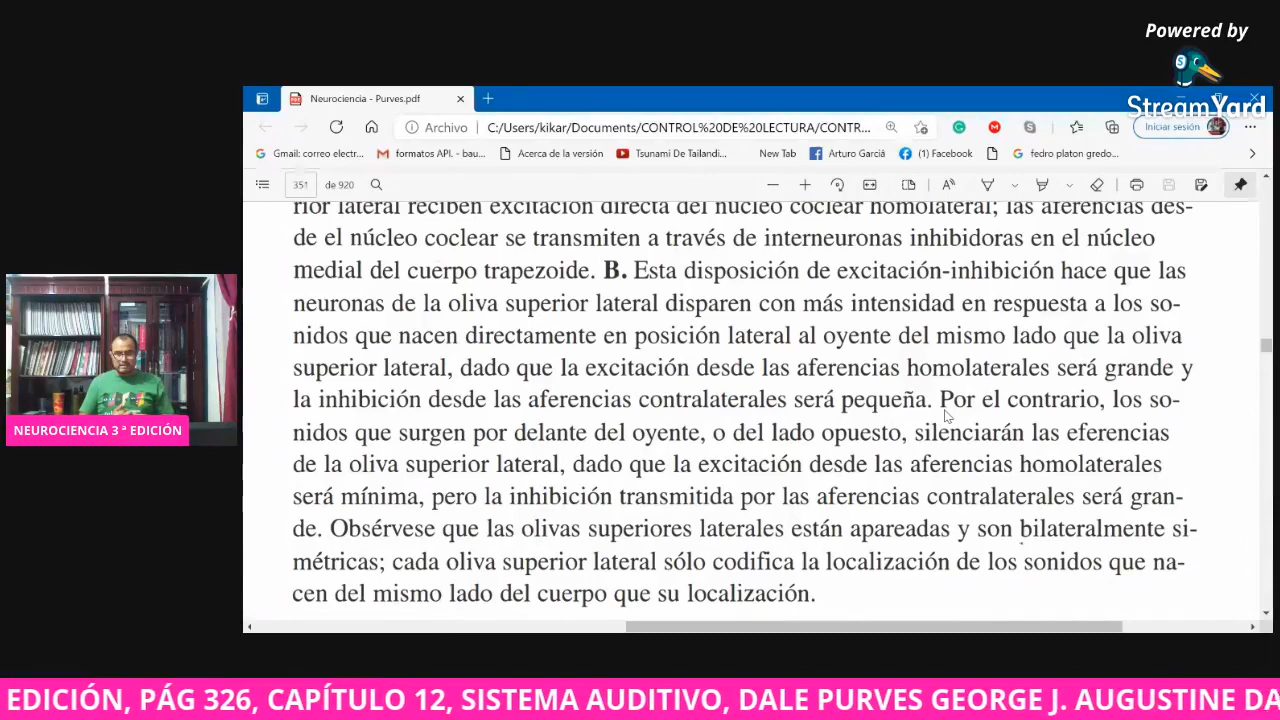 Powered by
StreamYard
Neurociencia - Purves.pdf
Archivo C:/Users/kikar/Documents/CONTROL%20DE%20LECTURA/CONTR...
Iniciar sesión
Gmail: correo electr... formatos API. - bau... Acerca de la versión Tsunami De Tailandi... New Tab Arturo Garciá (1) Facebook fedro platon gredo...
351 de 920
rior lateral reciben excitación directa del núcleo coclear homolateral; las aferencias des-
de el núcleo coclear se transmiten a través de interneuronas inhibidoras en el núcleo
medial del cuerpo trapezoide. B. Esta disposición de excitación-inhibición hace que las
neuronas de la oliva superior lateral disparen con más intensidad en respuesta a los so-
nidos que nacen directamente en posición lateral al oyente del mismo lado que la oliva
superior lateral, dado que la excitación desde las aferencias homolaterales será grande y
la inhibición desde las aferencias contralaterales será pequeña. Por el contrario, los so-
nidos que surgen por delante del oyente, o del lado opuesto, silenciarán las eferencias
de la oliva superior lateral, dado que la excitación desde las aferencias homolaterales
será mínima, pero la inhibición transmitida por las aferencias contralaterales será gran-
de. Obsérvese que las olivas superiores laterales están apareadas y son bilateralmente si-
métricas; cada oliva superior lateral sólo codifica la localización de los sonidos que na-
cen del mismo lado del cuerpo que su localización.
NEUROCIENCIA 3 ª EDICIÓN
EDICIÓN, PÁG 326, CAPÍTULO 12, SISTEMA AUDITIVO, DALE PURVES GEORGE J. AUGUSTINE DA